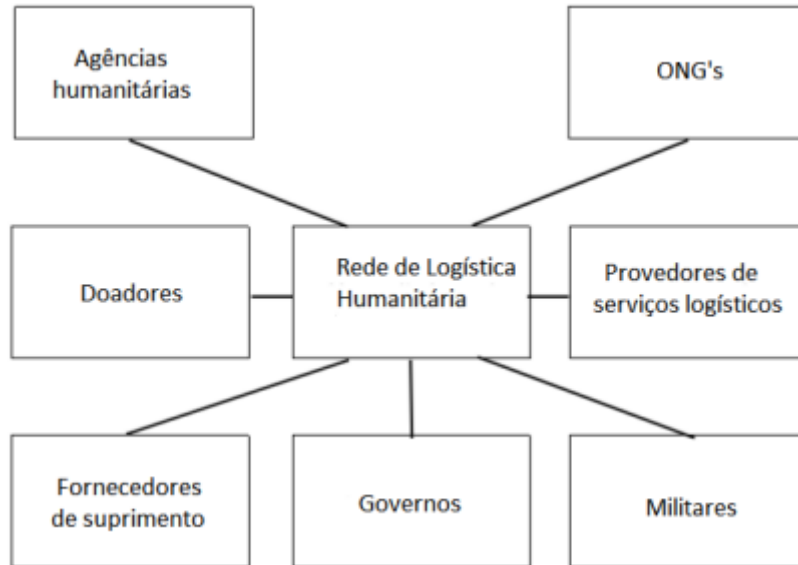 Agências
humanitárias
ONG's
Doadores
Rede de Logística
Humanitária
Provedores de
serviços logísticos
Fornecedores
de suprimento
Governos
Militares